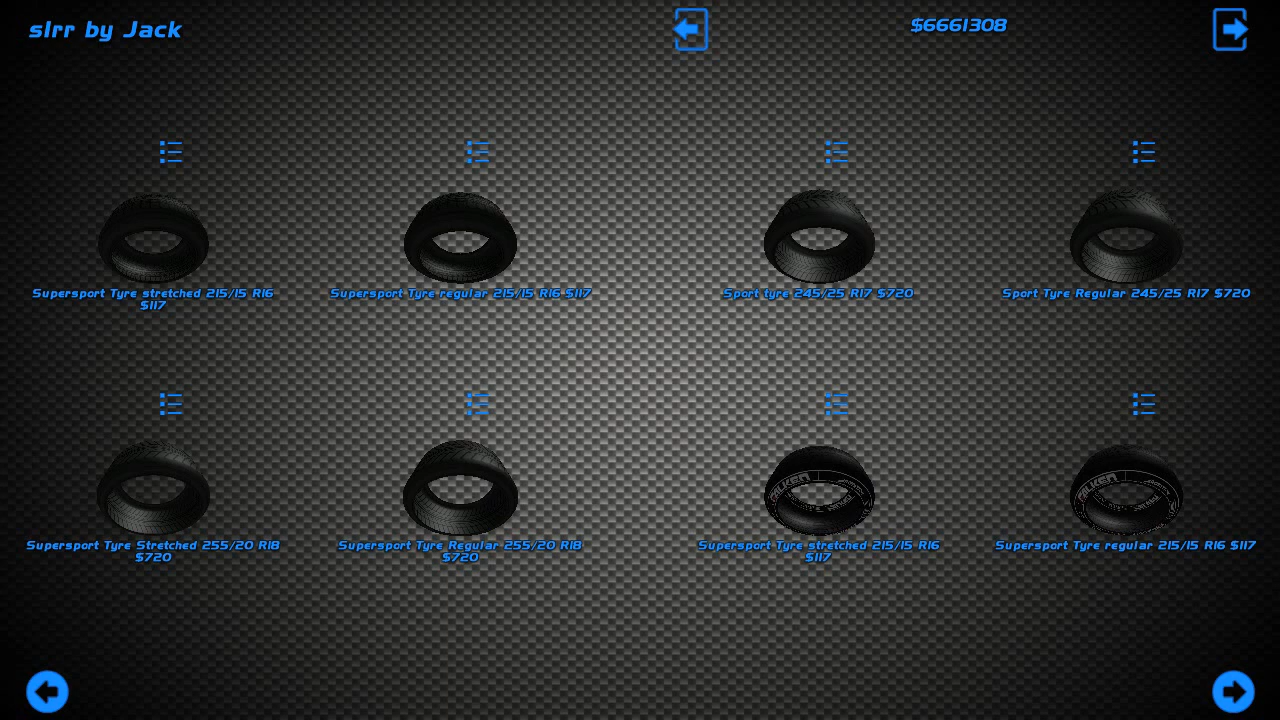 slrr by Jack
$6661308
Supersport Tyre stretched 215/15 R16
$117
Supersport Tyre regular 215/15 R16 $117
Sport tyre 245/25 R17 $720
Sport Tyre Regular 245/25 R17 $720
Supersport Tyre Stretched 255/20 R18
$720
Supersport Tyre Regular 255/20 R18
$720
FALKEN
Supersport Tyre stretched 215/15 R16
$117
FALKEN
Supersport Tyre regular 215/15 R16 $117